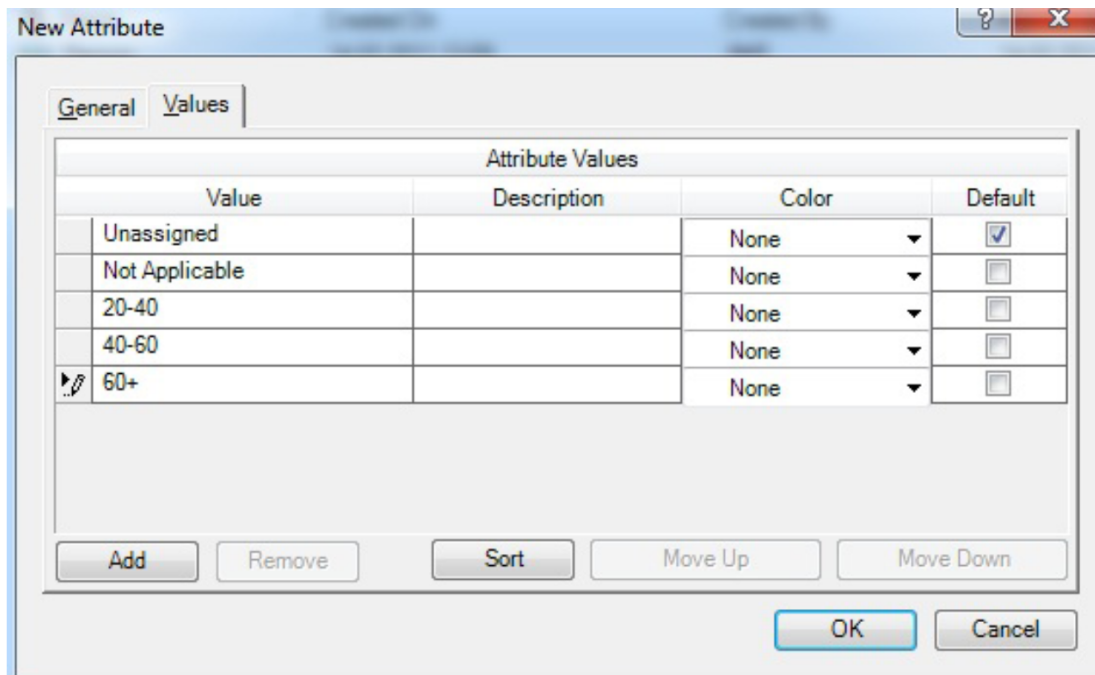 New Attribute
General Values
Attribute Values
Value Description Color Default
Unassigned None
Not Applicable None
20-40 None
40-60 None
60+ None
Add Remove Sort Move Up Move Down
OK Cancel